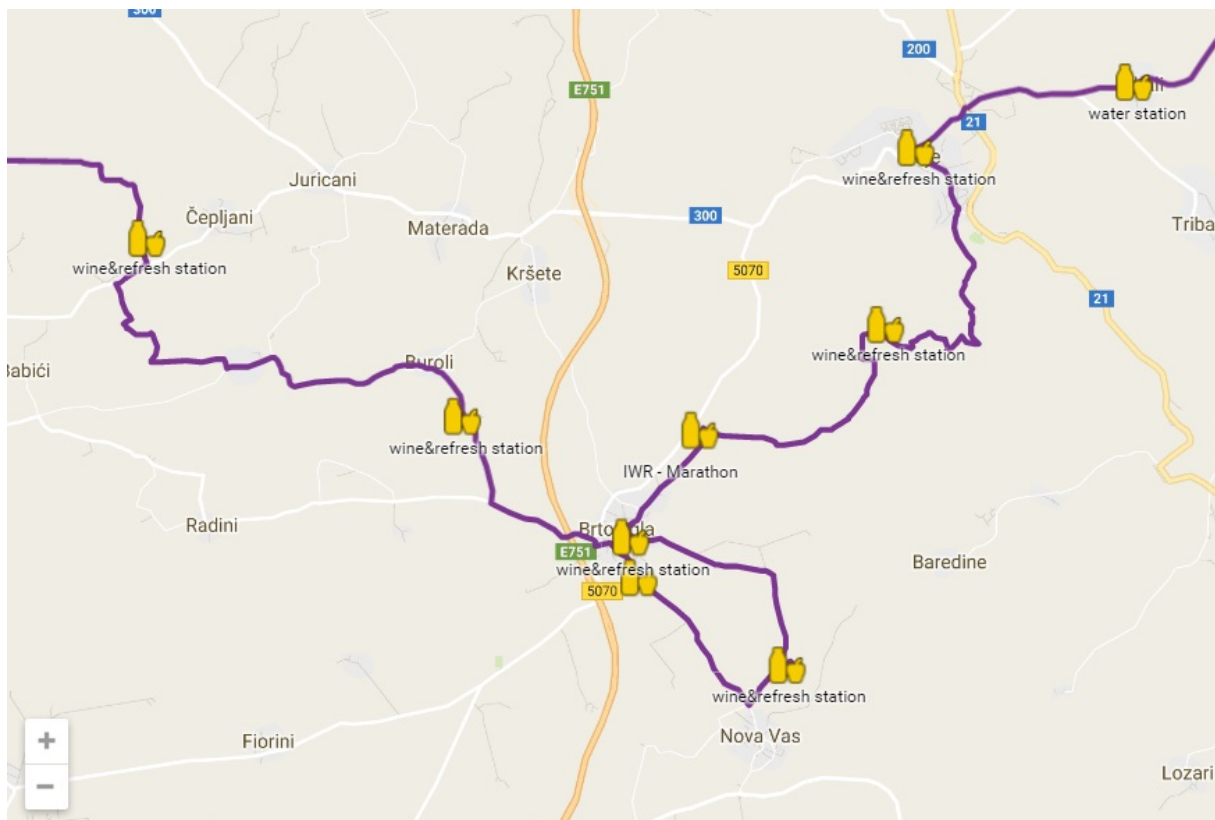 300
200
E751
water station
21
wine&refresh station
Juricani
Čepljani
Materada
300
Triba
wine&refresh station
Kršete
5070
21
wine&refresh station
Buroli
Babići
wine&refresh station
IWR - Marathon
Radini
E751
Baredine
wine&refresh station
5070
wine&refresh station
Nova Vas
Fiorini
Lozari
+
−